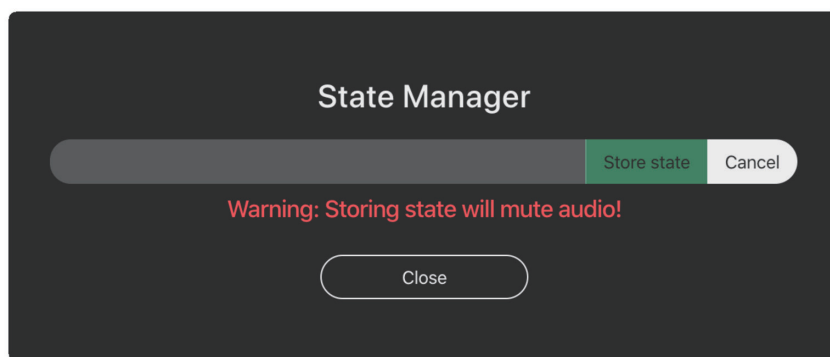 State Manager
Store state Cancel
Warning: Storing state will mute audio!
Close